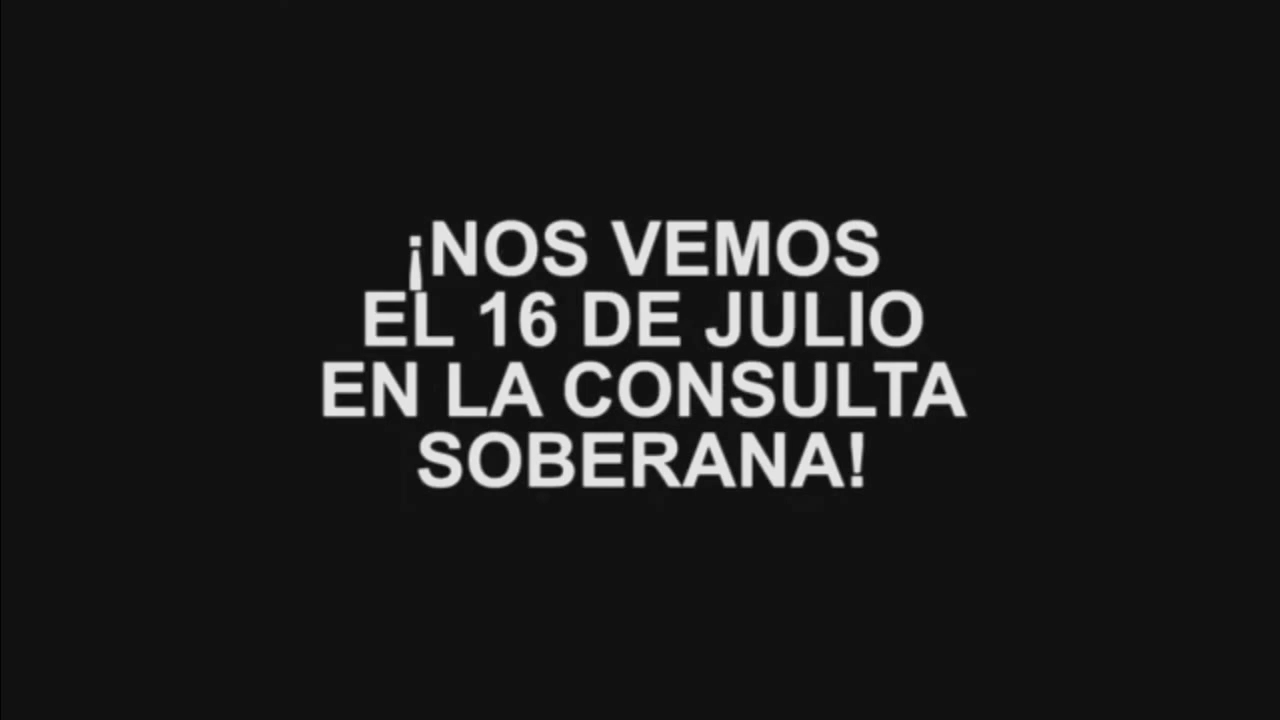 ¡NOS VEMOS
EL 16 DE JULIO
EN LA CONSULTA
SOBERANA!